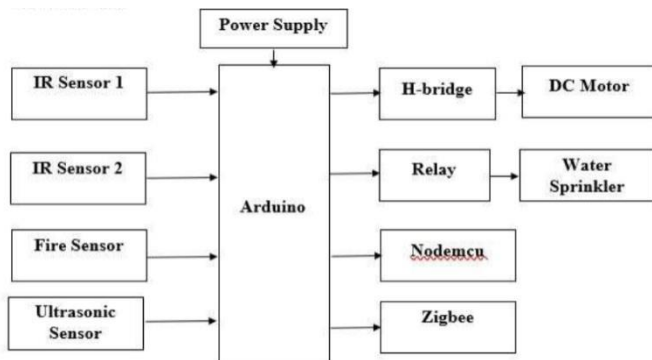 Power Supply
IR Sensor 1
H-bridge
DC Motor
IR Sensor 2
Relay
Water
Sprinkler
Arduino
Fire Sensor
Nodemcu
Ultrasonic
Sensor
Zigbee